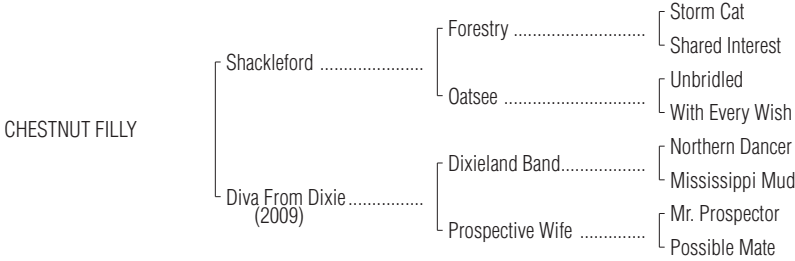 Storm Cat
Forestry ............................
Shared Interest
Shackleford ......................
Unbridled
Oatsee ..............................
With Every Wish
CHESTNUT FILLY
Northern Dancer
Dixieland Band..................
Mississippi Mud
Diva From Dixie................
(2009)
Mr. Prospector
Prospective Wife ..............
Possible Mate